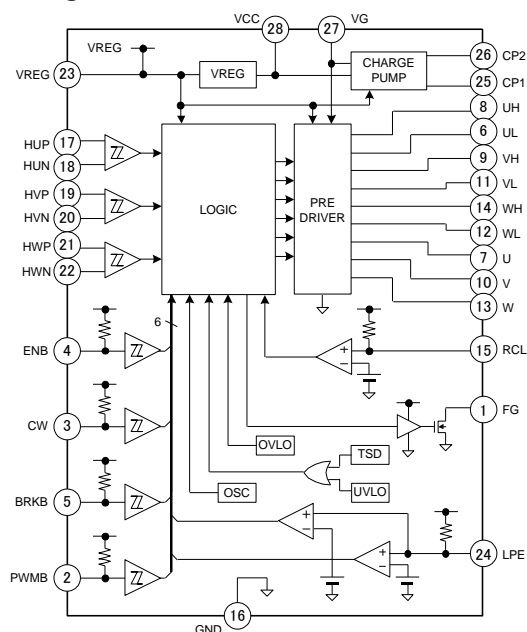 VCC
VG
28
27
VREG
VREG
23
VREG
CHARGE
PUMP
26
CP2
25
CP1
8
UH
6
UL
9
VH
11
VL
14
WH
12
WL
7
U
10
V
13
W
HUP
17
HUN
18
HVP
19
HVN
20
HWP
21
HWN
22
LOGIC
PRE
DRIVER
6
ENB
4
+
−
15
RCL
CW
3
1
FG
OVLO
TSD
BRKB
5
OSC
UVLO
+
−
+
−
24
LPE
PWMB
2
16
GND